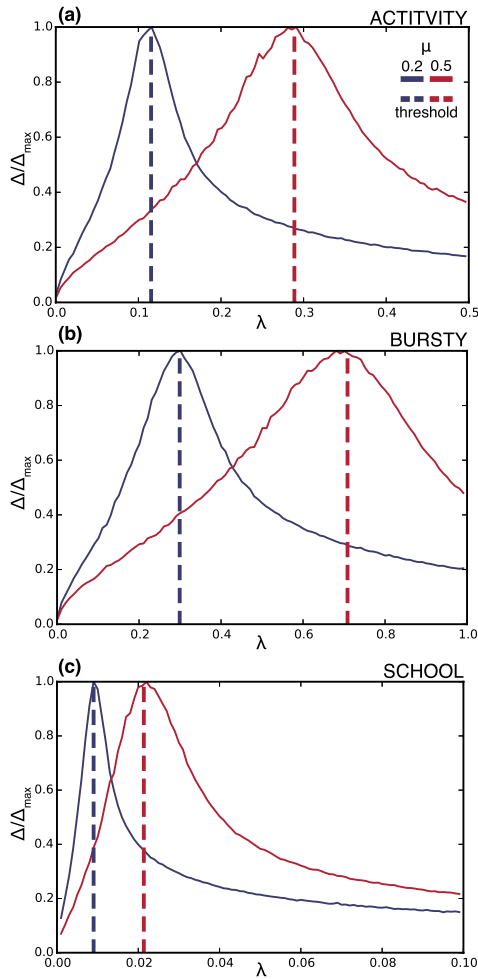 (a) ACTITVITY
μ
0.2 0.5
threshold
1.0
0.8
0.6
0.4
0.2
0.0
Δ/Δmax
0.0 0.1 0.2 0.3 0.4 0.5
λ
(b) BURSTY
1.0
0.8
0.6
0.4
0.2
0.0
Δ/Δmax
0.0 0.2 0.4 0.6 0.8 1.0
λ
(c) SCHOOL
1.0
0.8
0.6
0.4
0.2
0.0
Δ/Δmax
0.00 0.02 0.04 0.06 0.08 0.10
λ